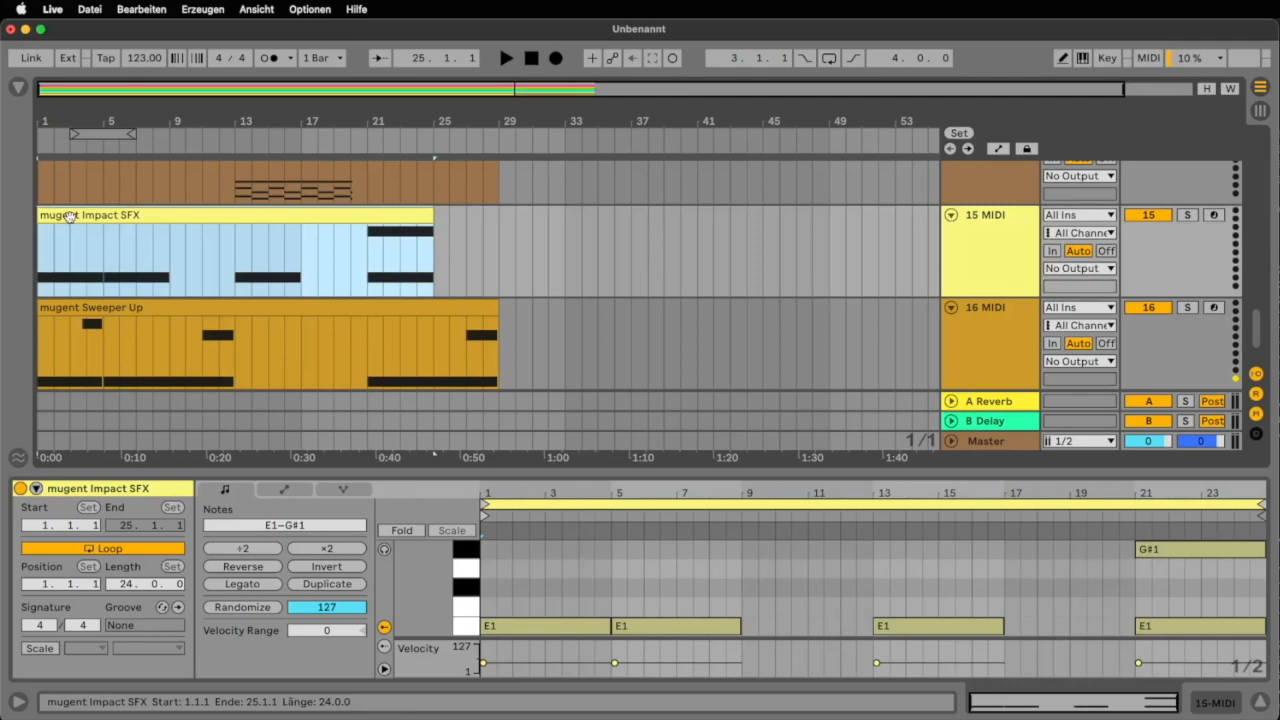 Live Datei Bearbeiten Erzeugen Ansicht Optionen Hilfe
Unbenannt
Link Ext Tap 123.00 4 / 4 1 Bar 25. 1. 1 3. 1. 1 4. 0. 0 Key MIDI 10 %
H W
1 5 9 13 17 21 25 29 33 37 41 45 49 53
Set
No Output
mugent Impact SFX
15 MIDI All Ins 15 S
All Channe
In Auto Off
No Output
mugent Sweeper Up
16 MIDI All Ins 16 S
All Channe
In Auto Off
No Output
A Reverb A S Post
B Delay B S Post
1/1
Master 1/2 0 0
0:00 0:10 0:20 0:30 0:40 0:50 1:00 1:10 1:20 1:30 1:40
mugent Impact SFX
Start Set End Set
1. 1. 1 25. 1. 1
Loop
Position Set Length Set
1. 1. 1 24. 0. 0
Signature Groove
4 / 4 None
Scale
Notes
E1–G#1
÷2 ×2
Reverse Invert
Legato Duplicate
Randomize 127
Velocity Range 0
Fold Scale
1 3 5 7 9 11 13 15 17 19 21 23
G#1
E1 E1 E1 E1
Velocity 127
1
1/2
mugent Impact SFX Start: 1.1.1 Ende: 25.1.1 Länge: 24.0.0
15-MIDI